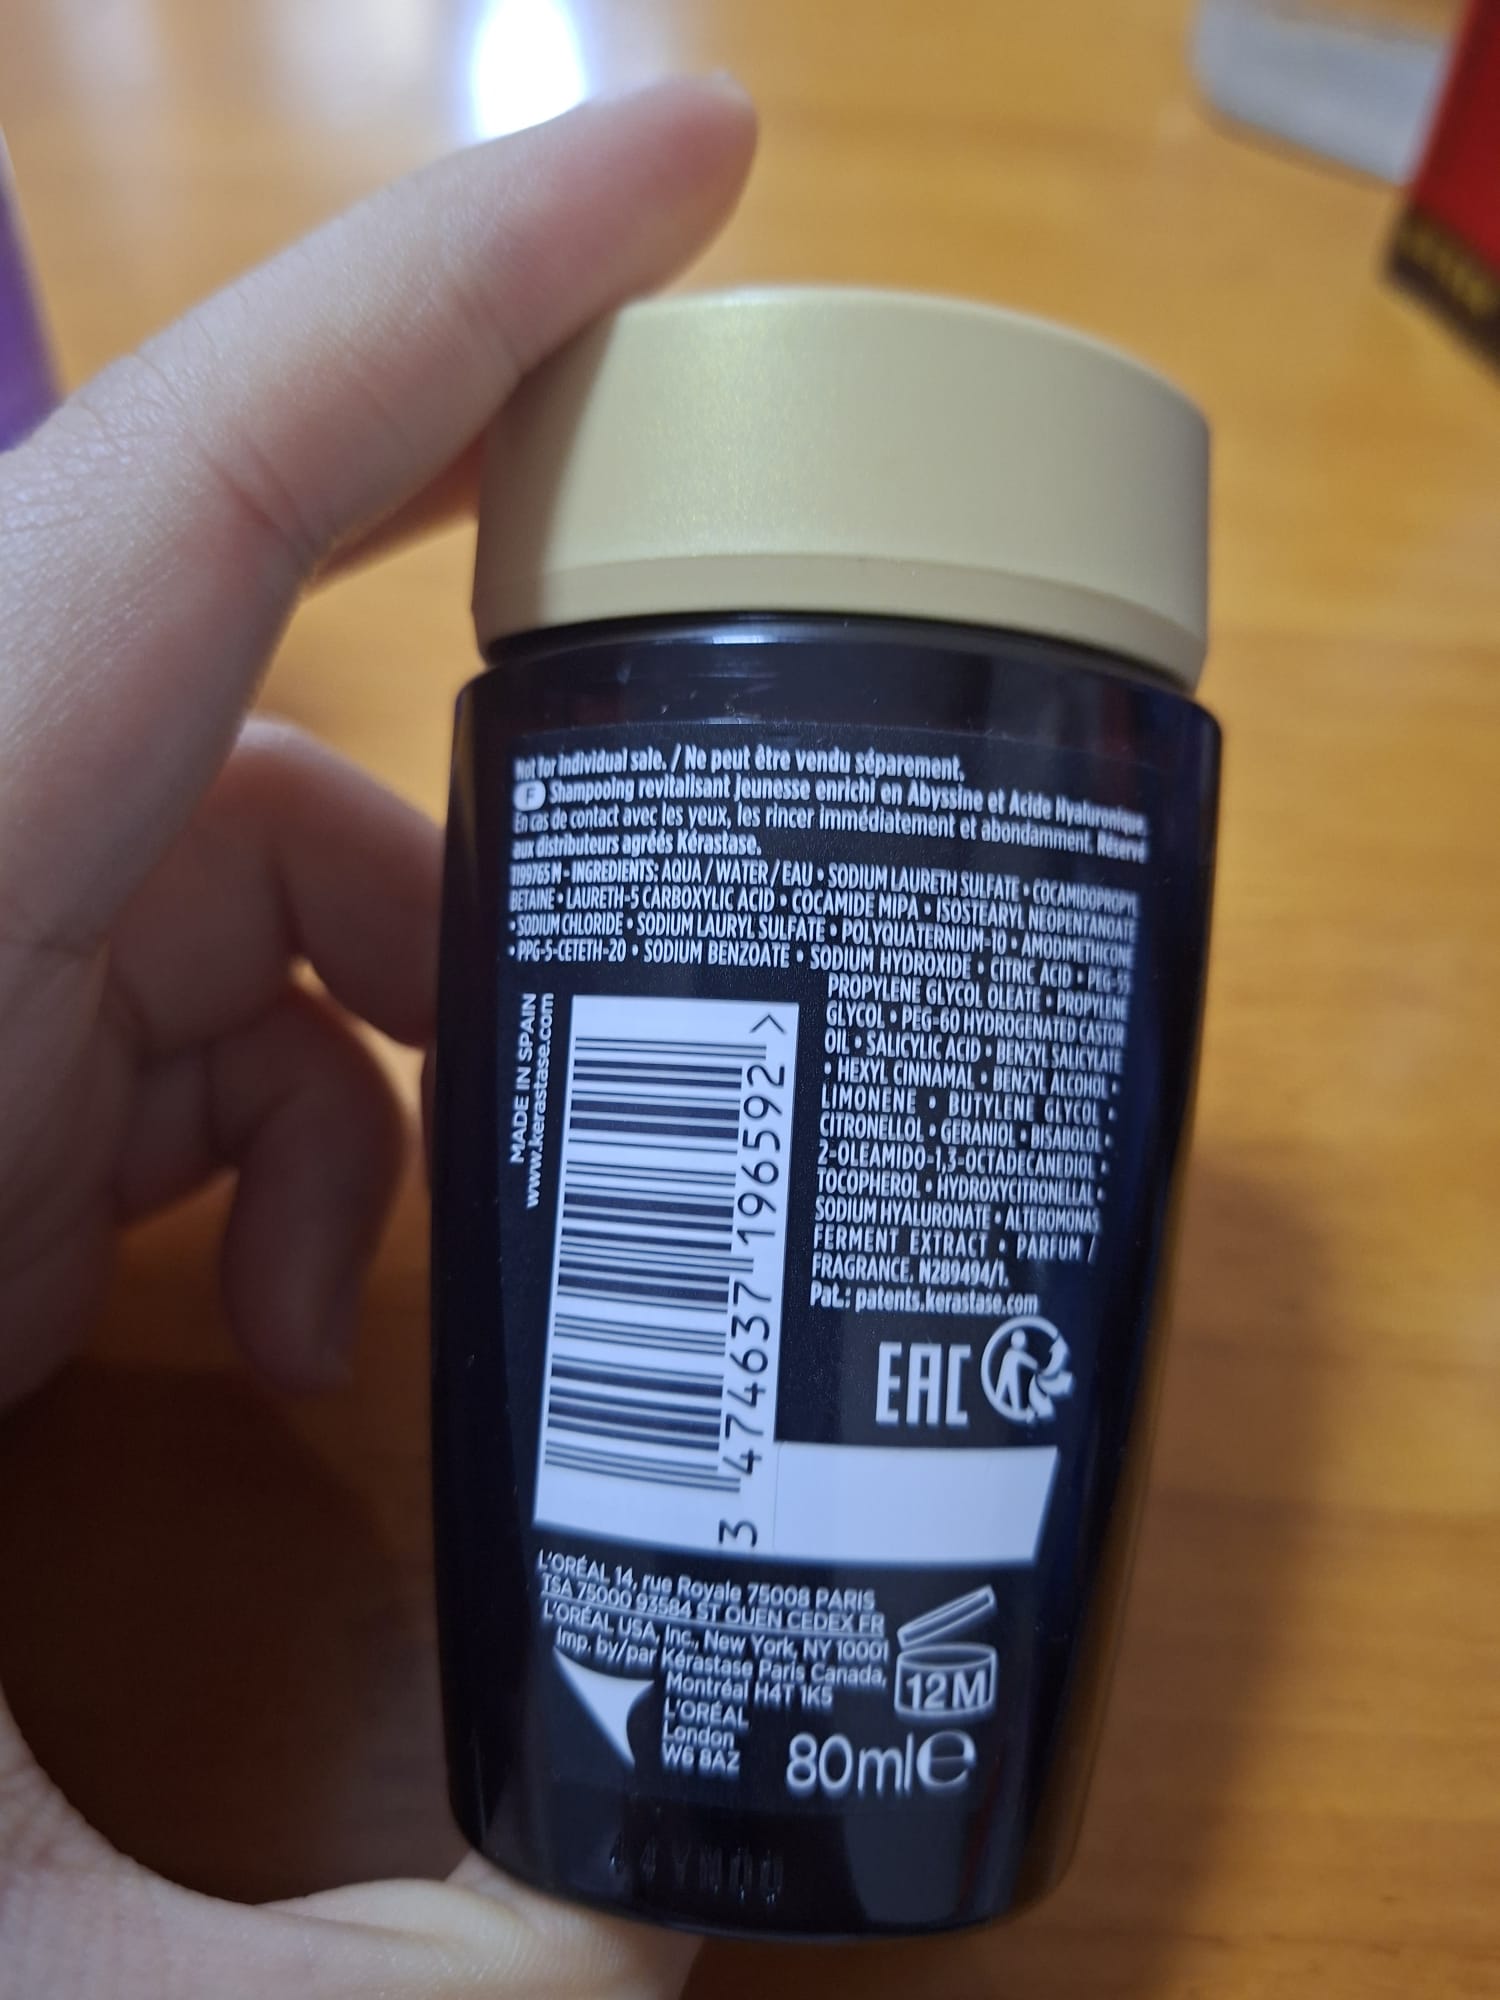 Not for individual sale. / Ne peut être vendu séparement.
F Shampooing revitalisant jeunesse enrichi en Abyssine et Acide Hyaluronique.
En cas de contact avec les yeux, les rincer immédiatement et abondamment. Réservé
aux distributeurs agréés Kérastase.
1199765 M - INGREDIENTS: AQUA / WATER / EAU • SODIUM LAURETH SULFATE • COCAMIDOPROPYL
BETAINE • LAURETH-5 CARBOXYLIC ACID • COCAMIDE MIPA • ISOSTEARYL NEOPENTANOATE
• SODIUM CHLORIDE • SODIUM LAURYL SULFATE • POLYQUATERNIUM-10 • AMODIMETHICONE
• PPG-5-CETETH-20 • SODIUM BENZOATE • SODIUM HYDROXIDE • CITRIC ACID • PEG-55
PROPYLENE GLYCOL OLEATE • PROPYLENE
GLYCOL • PEG-60 HYDROGENATED CASTOR
OIL • SALICYLIC ACID • BENZYL SALICYLATE
• HEXYL CINNAMAL • BENZYL ALCOHOL •
LIMONENE • BUTYLENE GLYCOL •
CITRONELLOL • GERANIOL • BISABOLOL •
2-OLEAMIDO-1,3-OCTADECANEDIOL •
TOCOPHEROL • HYDROXYCITRONELLAL •
SODIUM HYALURONATE • ALTEROMONAS
FERMENT EXTRACT • PARFUM /
FRAGRANCE. N289494/1.
Pat.: patents.kerastase.com
MADE IN SPAIN
www.kerastase.com
3 474637 196592 >
EAC
L'ORÉAL 14, rue Royale 75008 PARIS
TSA 75000 93584 ST OUEN CEDEX FR
L'ORÉAL USA, Inc., New York, NY 10001
Imp. by/par Kérastase Paris Canada,
Montréal H4T 1K5
L'ORÉAL
London
W6 8AZ
12M
80 ml e